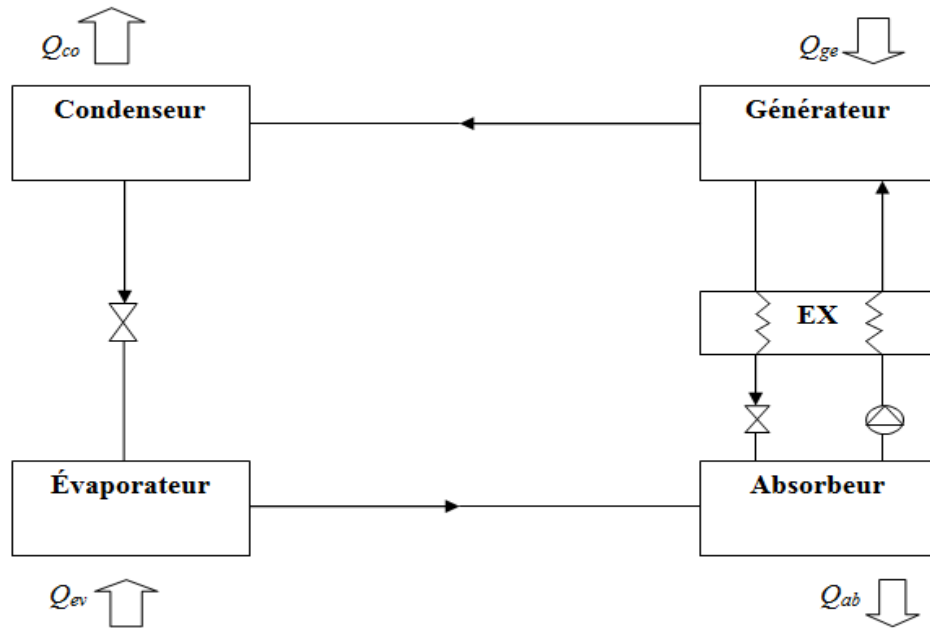 Qco
Qge
Condenseur
Générateur
EX
Évaporateur
Absorbeur
Qev
Qab